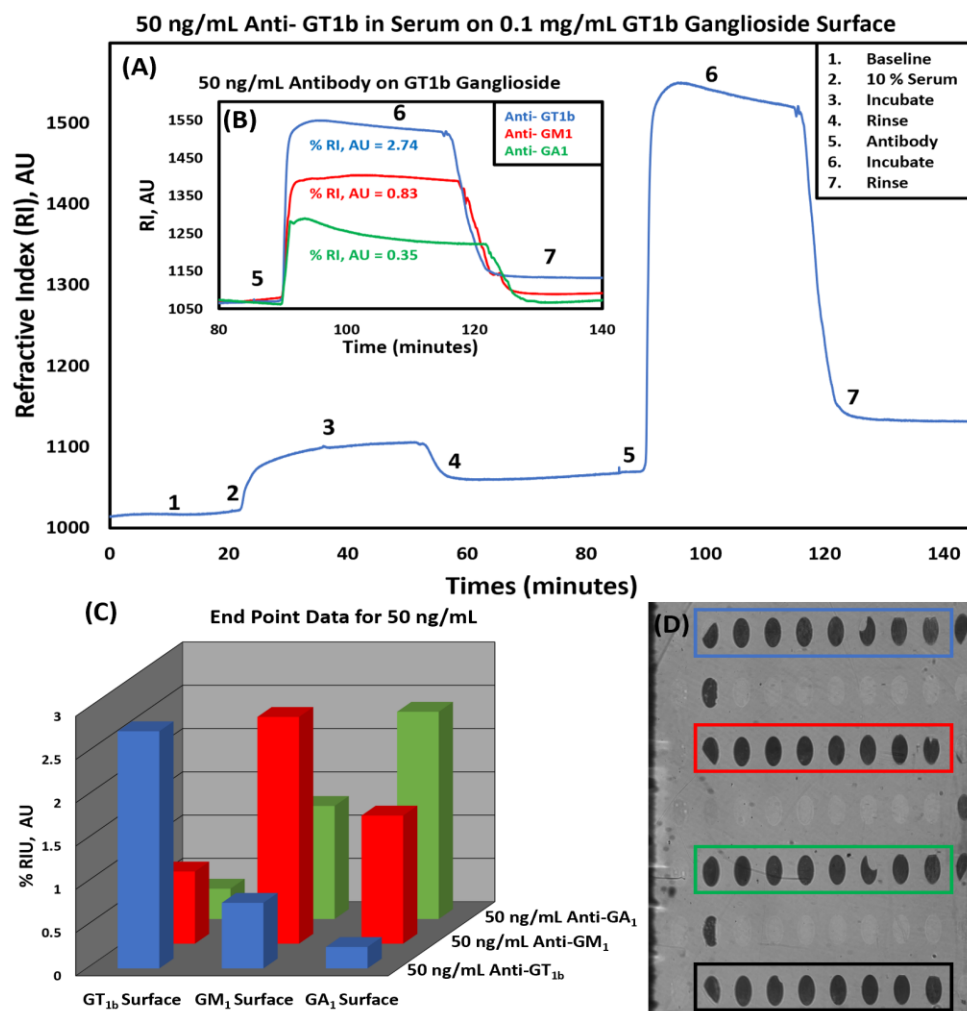 50 ng/mL Anti- GT1b in Serum on 0.1 mg/mL GT1b Ganglioside Surface
(A)
1. Baseline
2. 10 % Serum
3. Incubate
4. Rinse
5. Antibody
6. Incubate
7. Rinse
50 ng/mL Antibody on GT1b Ganglioside
(B)
Anti- GT1b
Anti- GM1
Anti- GA1
% RI, AU = 2.74
% RI, AU = 0.83
% RI, AU = 0.35
5
6
7
RI, AU
1550
1450
1350
1250
1150
1050
80
100
120
140
Time (minutes)
Refractive Index (RI), AU
1500
1400
1300
1200
1100
1000
1
2
3
4
5
6
7
0
20
40
60
80
100
120
140
Times (minutes)
(C)
End Point Data for 50 ng/mL
% RIU, AU
3
2.5
2
1.5
1
0.5
0
50 ng/mL Anti-GA1
50 ng/mL Anti-GM1
50 ng/mL Anti-GT1b
GT1b Surface
GM1 Surface
GA1 Surface
(D)